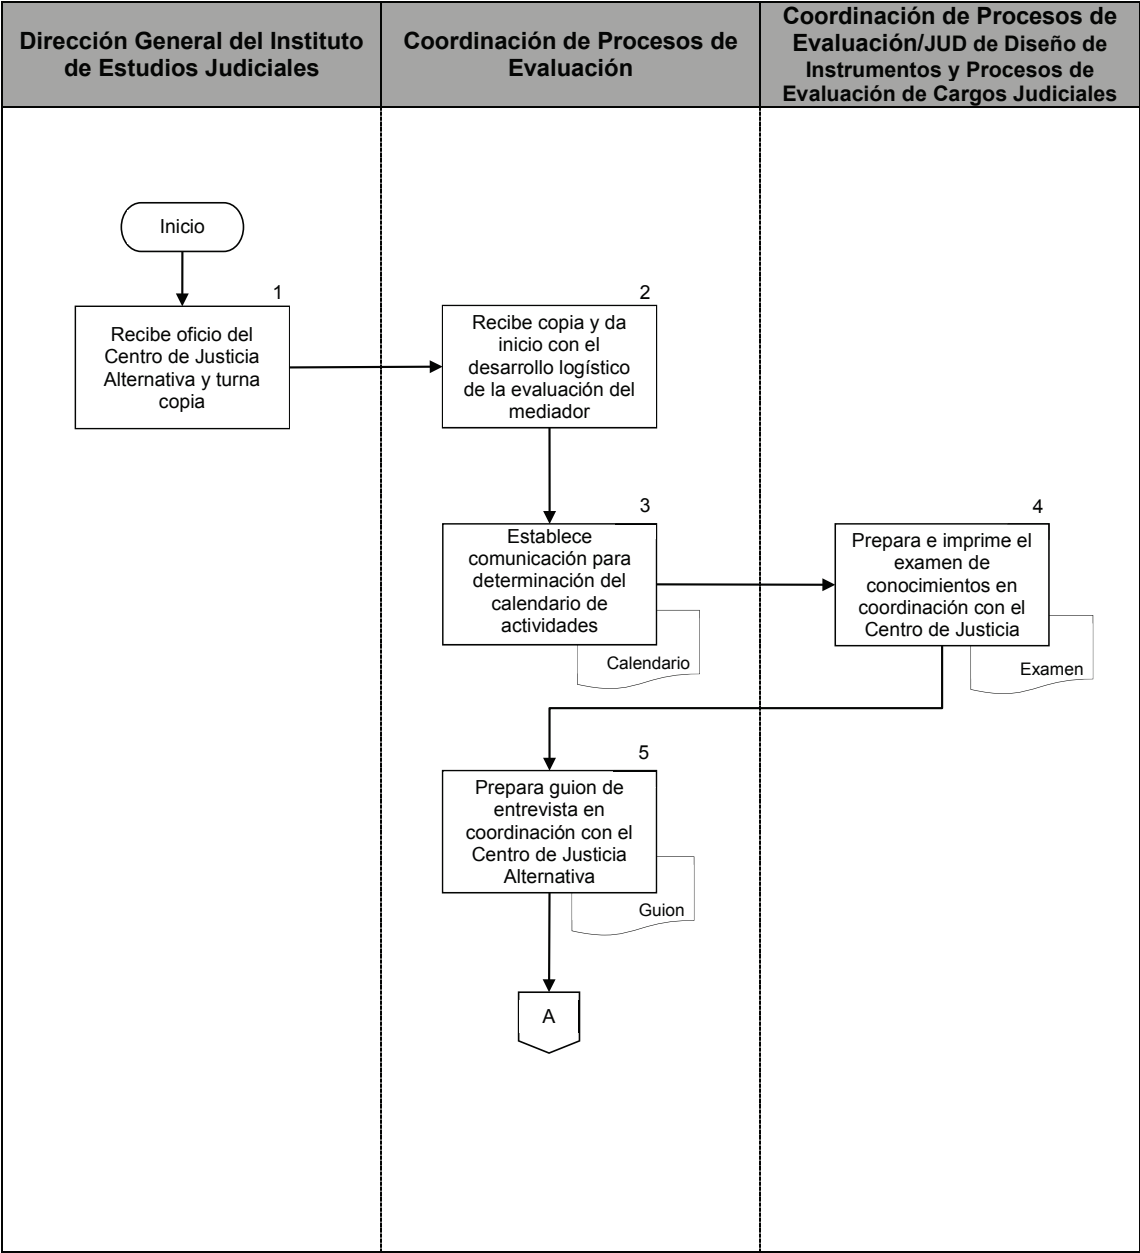 Dirección General del Instituto
de Estudios Judiciales
Coordinación de Procesos de
Evaluación
Coordinación de Procesos de
Evaluación/JUD de Diseño de
Instrumentos y Procesos de
Evaluación de Cargos Judiciales
Inicio
1
Recibe oficio del
Centro de Justicia
Alternativa y turna
copia
2
Recibe copia y da
inicio con el
desarrollo logístico
de la evaluación del
mediador
3
Establece
comunicación para
determinación del
calendario de
actividades
Calendario
4
Prepara e imprime el
examen de
conocimientos en
coordinación con el
Centro de Justicia
Examen
5
Prepara guion de
entrevista en
coordinación con el
Centro de Justicia
Alternativa
Guion
A